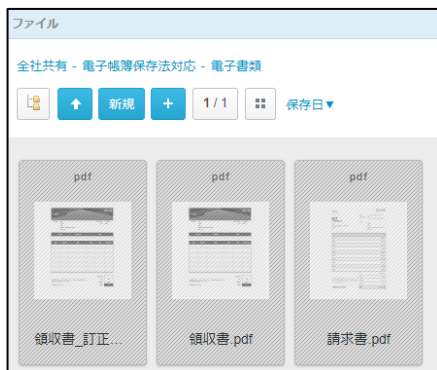 ファイル
全社共有 - 電子帳簿保存法対応 - 電子書類
新規 + 1 / 1 保存日▼
pdf pdf pdf
領収書_訂正... 領収書.pdf 請求書.pdf